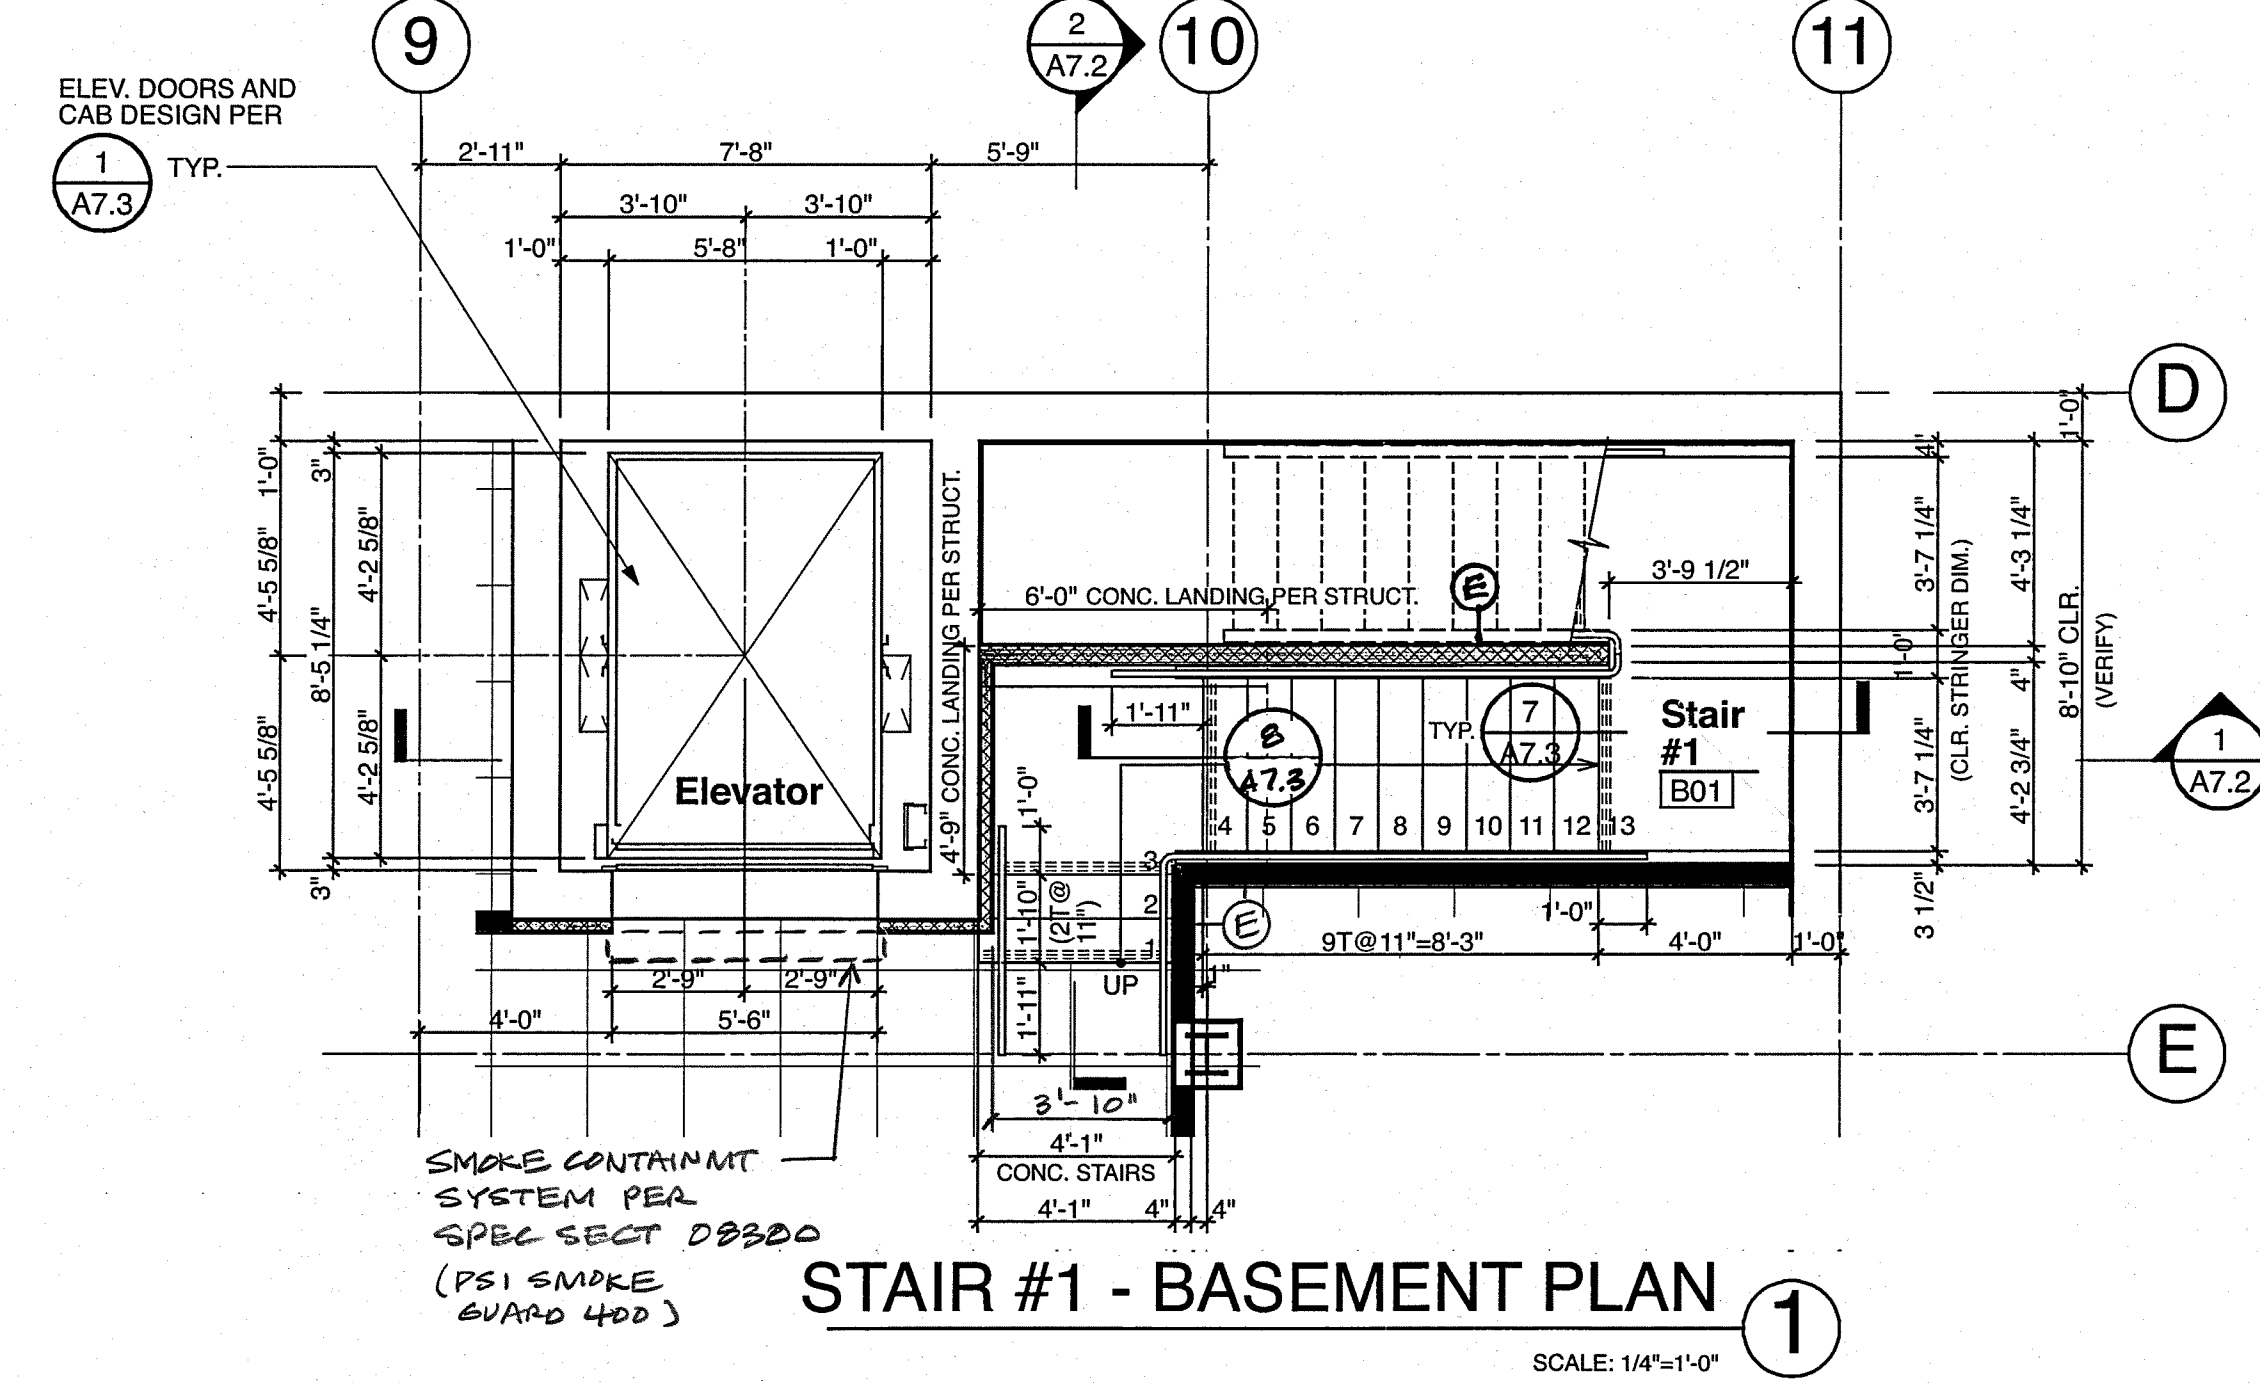 9
2
A7.2
10
11
ELEV. DOORS AND
CAB DESIGN PER
1
A7.3
TYP.
2'-11"
7'-8"
5'-9"
3'-10"
3'-10"
1'-0"
5'-8"
1'-0"
D
1'-0"
1'-0"
3"
4'-5 5/8"
4'-2 5/8"
8'-5 1/4"
4'-5 5/8"
4'-2 5/8"
3"
Elevator
4'-9" CONC. LANDING PER STRUCT.
6'-0" CONC. LANDING PER STRUCT.
E
3'-9 1/2"
4"
3'-7 1/4"
4'-3 1/4"
(CLR. STRINGER DIM.)
8'-10" CLR.
(VERIFY)
1'-0"
4"
3'-7 1/4"
4'-2 3/4"
3 1/2"
1
A7.2
1'-11"
8
A7.3
TYP.
7
A7.3
Stair
#1
B01
4 5 6 7 8 9 10 11 12 13
1'-0"
3
2
1
1'-10"
(2T@
11")
1'-11"
UP
E
1'-0"
9T@11"=8'-3"
4'-0"
1'-0"
1"
2'-9"
2'-9"
4'-0"
5'-6"
E
3'-10"
4'-1"
CONC. STAIRS
4'-1"
4"
4"
SMOKE CONTAINMT
SYSTEM PER
SPEC SECT 08300
(PSI SMOKE
GUARD 400)
STAIR #1 - BASEMENT PLAN
1
SCALE: 1/4"=1'-0"